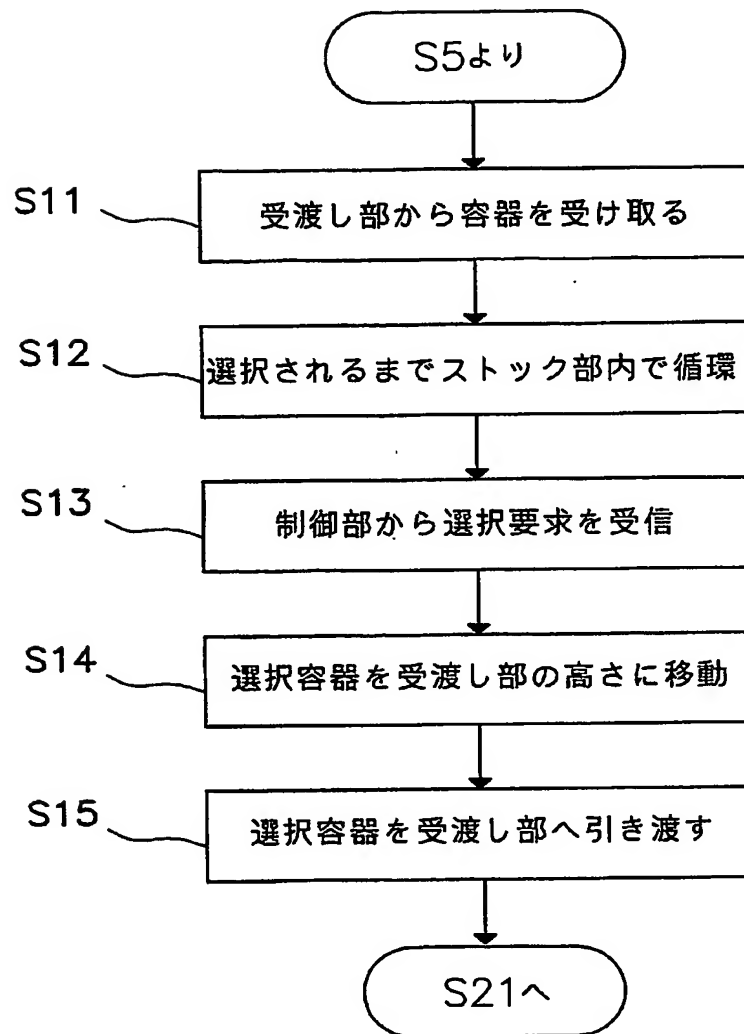 S5より
S11
受渡し部から容器を受け取る
S12
選択されるまでストック部内で循環
S13
制御部から選択要求を受信
S14
選択容器を受渡し部の高さに移動
S15
選択容器を受渡し部へ引き渡す
S21へ